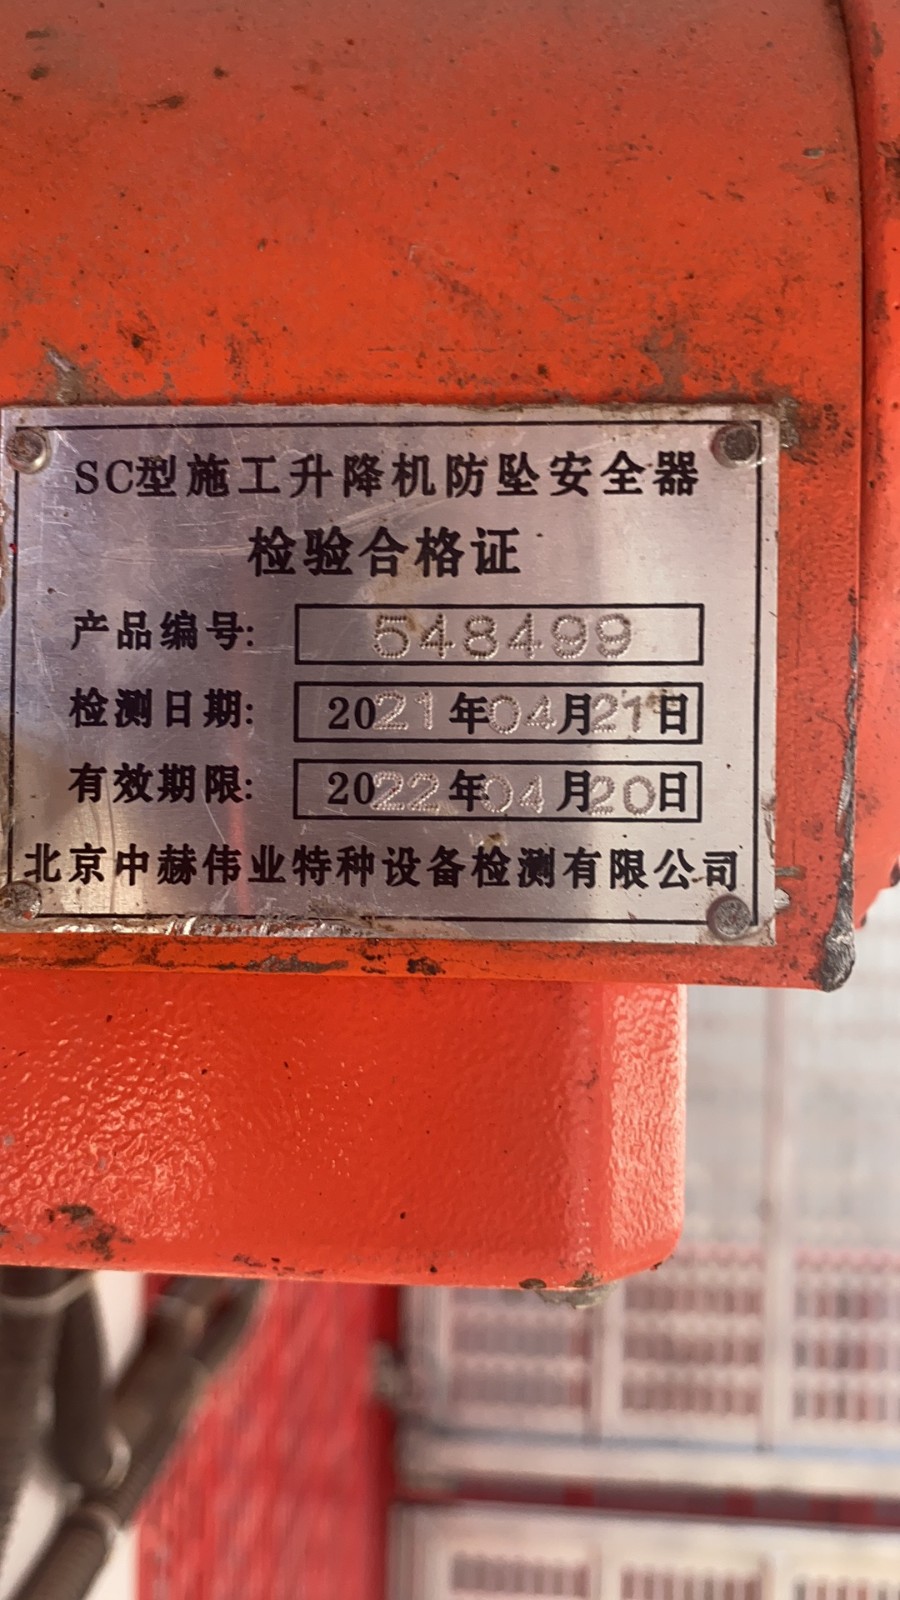 SC型施工升降机防坠安全器
检验合格证
产品编号: 548499
检测日期: 2021年04月21日
有效期限: 2022年04月20日
北京中赫伟业特种设备检测有限公司